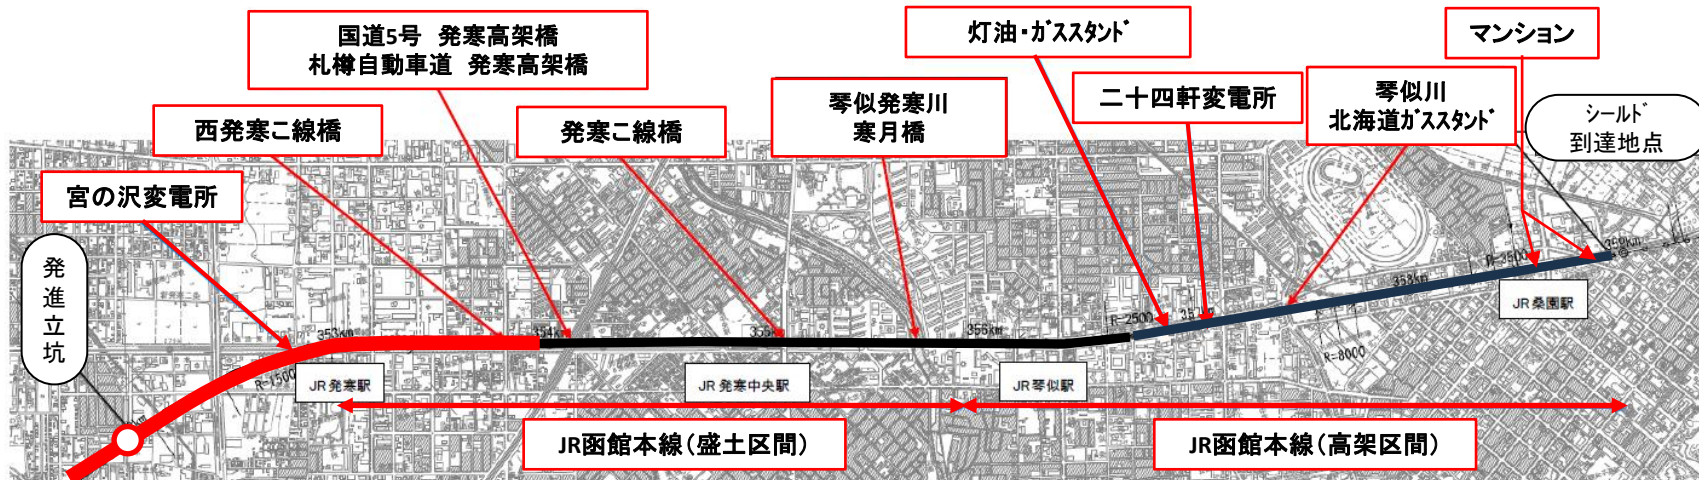 国道5号 発寒高架橋
札樽自動車道 発寒高架橋
灯油・ｶﾞｽｽﾀﾝﾄﾞ
マンション
西発寒こ線橋
発寒こ線橋
琴似発寒川
寒月橋
二十四軒変電所
琴似川
北海道ｶﾞｽｽﾀﾝﾄﾞ
ｼｰﾙﾄﾞ
到達地点
宮の沢変電所
発進立坑
353km
354km
355km
356km
358km
359km
R=1500
R=2500
R=3500
R=8000
JR発寒駅
JR発寒中央駅
JR琴似駅
JR桑園駅
JR函館本線（盛土区間）
JR函館本線（高架区間）